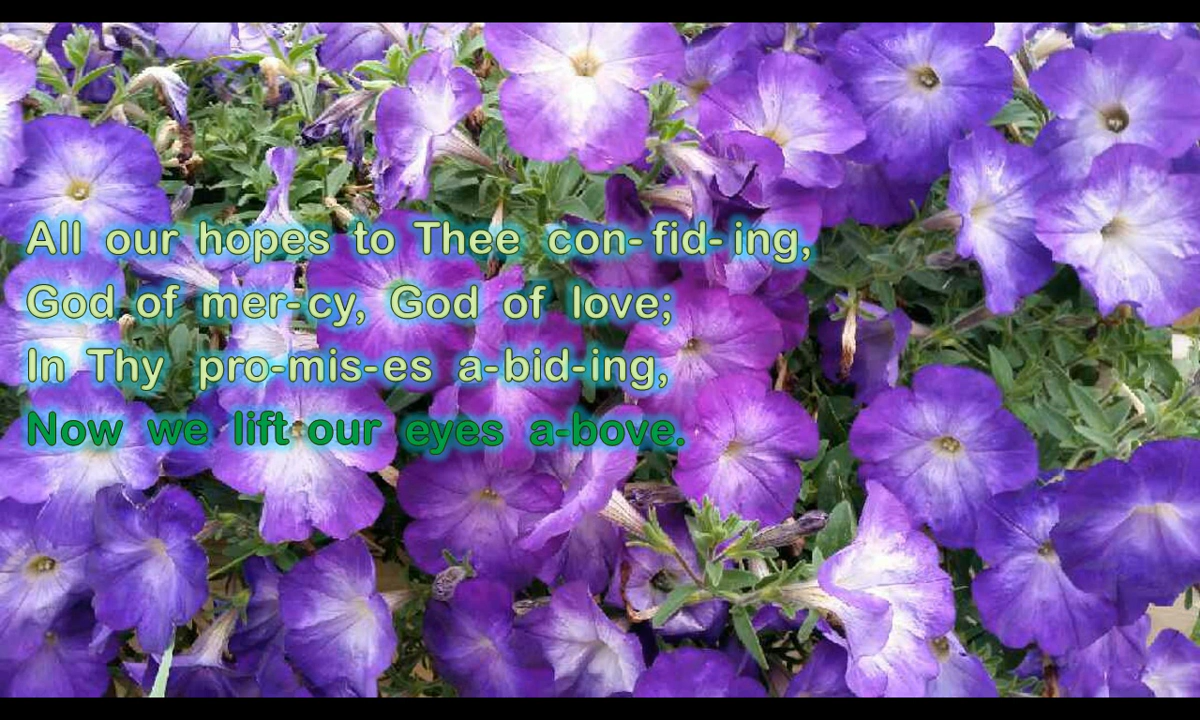 All our hopes to Thee con-fid-ing,
God of mer-cy, God of love;
In Thy pro-mis-es a-bid-ing,
Now we lift our eyes a-bove.